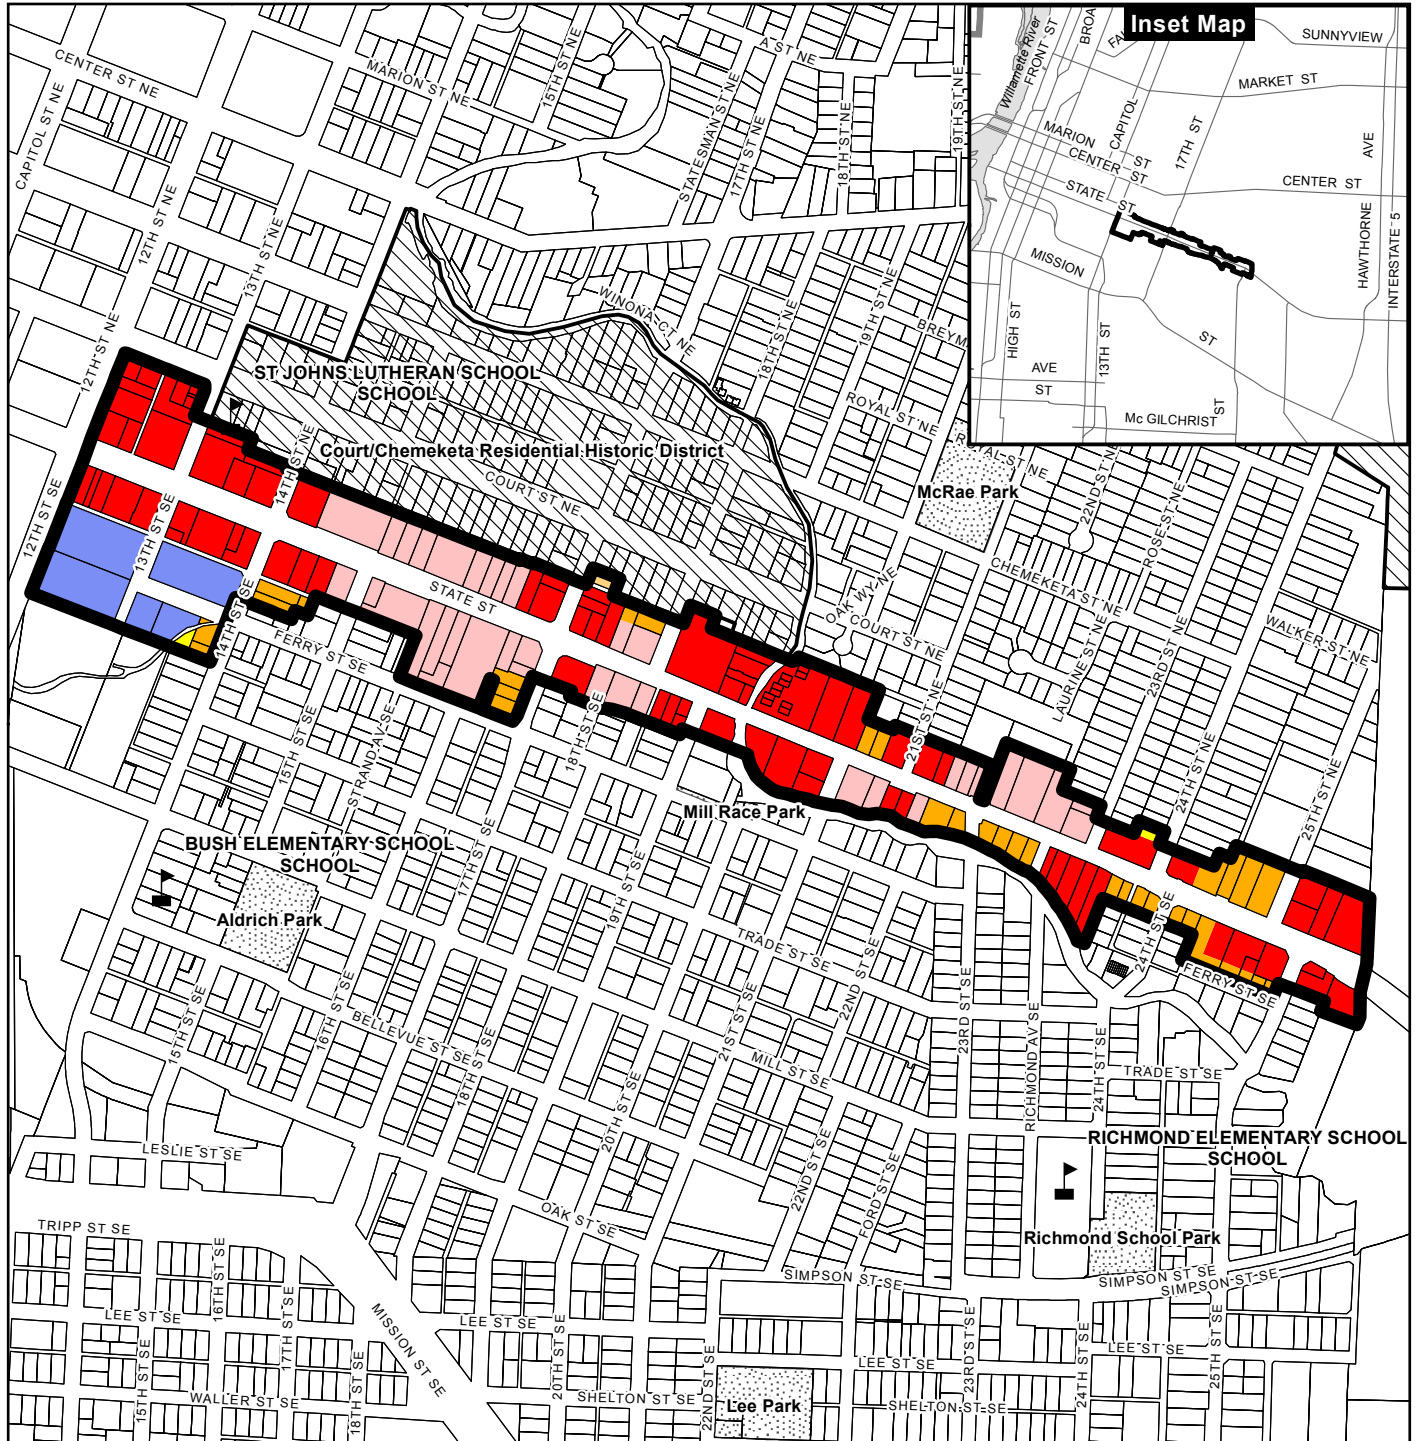 Inset Map
Willamette River
FRONT ST
BROA
FA
SUNNYVIEW
MARKET ST
CAPITOL
17TH ST
MARION ST
CENTER ST
STATE ST
CENTER ST
AVE
HAWTHORNE
INTERSTATE 5
MISSION
ST
HIGH ST
13TH ST
AVE
ST
Mc GILCHRIST
ST
CENTER ST NE
CAPITOL ST NE
MARION ST NE
15TH ST NE
A ST NE
STATESMAN ST NE
17TH ST NE
18TH ST NE
19TH ST NE
12TH ST NE
13TH ST NE
12TH ST NE
WINONA CT NE
18TH ST NE
19TH ST NE
BREYM
ST JOHNS LUTHERAN SCHOOL
SCHOOL
Court/Chemeketa Residential Historic District
14TH ST NE
COURT ST NE
ROYAL ST NE
ROYAL ST NE
McRae Park
22ND ST NE
ROSE ST NE
12TH ST SE
13TH ST SE
14TH ST SE
STATE ST
FERRY ST SE
CHEMEKETA ST NE
OAK WY NE
COURT ST NE
WALKER ST NE
LAURINE ST NE
23RD ST NE
21ST ST NE
24TH ST NE
25TH ST NE
15TH ST SE
STRAND AV SE
18TH ST SE
Mill Race Park
BUSH ELEMENTARY SCHOOL
SCHOOL
Aldrich Park
17TH ST SE
19TH ST SE
TRADE ST SE
22ND ST SE
24TH ST SE
FERRY ST SE
15TH ST SE
16TH ST SE
BELLEVUE ST SE
18TH ST SE
21ST ST SE
MILL ST SE
23RD ST SE
RICHMOND AV SE
24TH ST SE
TRADE ST SE
20TH ST SE
22ND ST SE
FORD ST SE
RICHMOND ELEMENTARY SCHOOL
SCHOOL
LESLIE ST SE
OAK ST SE
Richmond School Park
TRIPP ST SE
16TH ST SE
17TH ST SE
SIMPSON ST SE
SIMPSON ST SE
SIMPSON ST SE
LEE ST SE
MISSION ST SE
LEE ST SE
LEE ST SE
LEE ST SE
15TH ST SE
18TH ST SE
20TH ST SE
22ND ST SE
23RD ST SE
24TH ST SE
25TH ST SE
WALLER ST SE
SHELTON ST SE
Lee Park
SHELTON ST SE